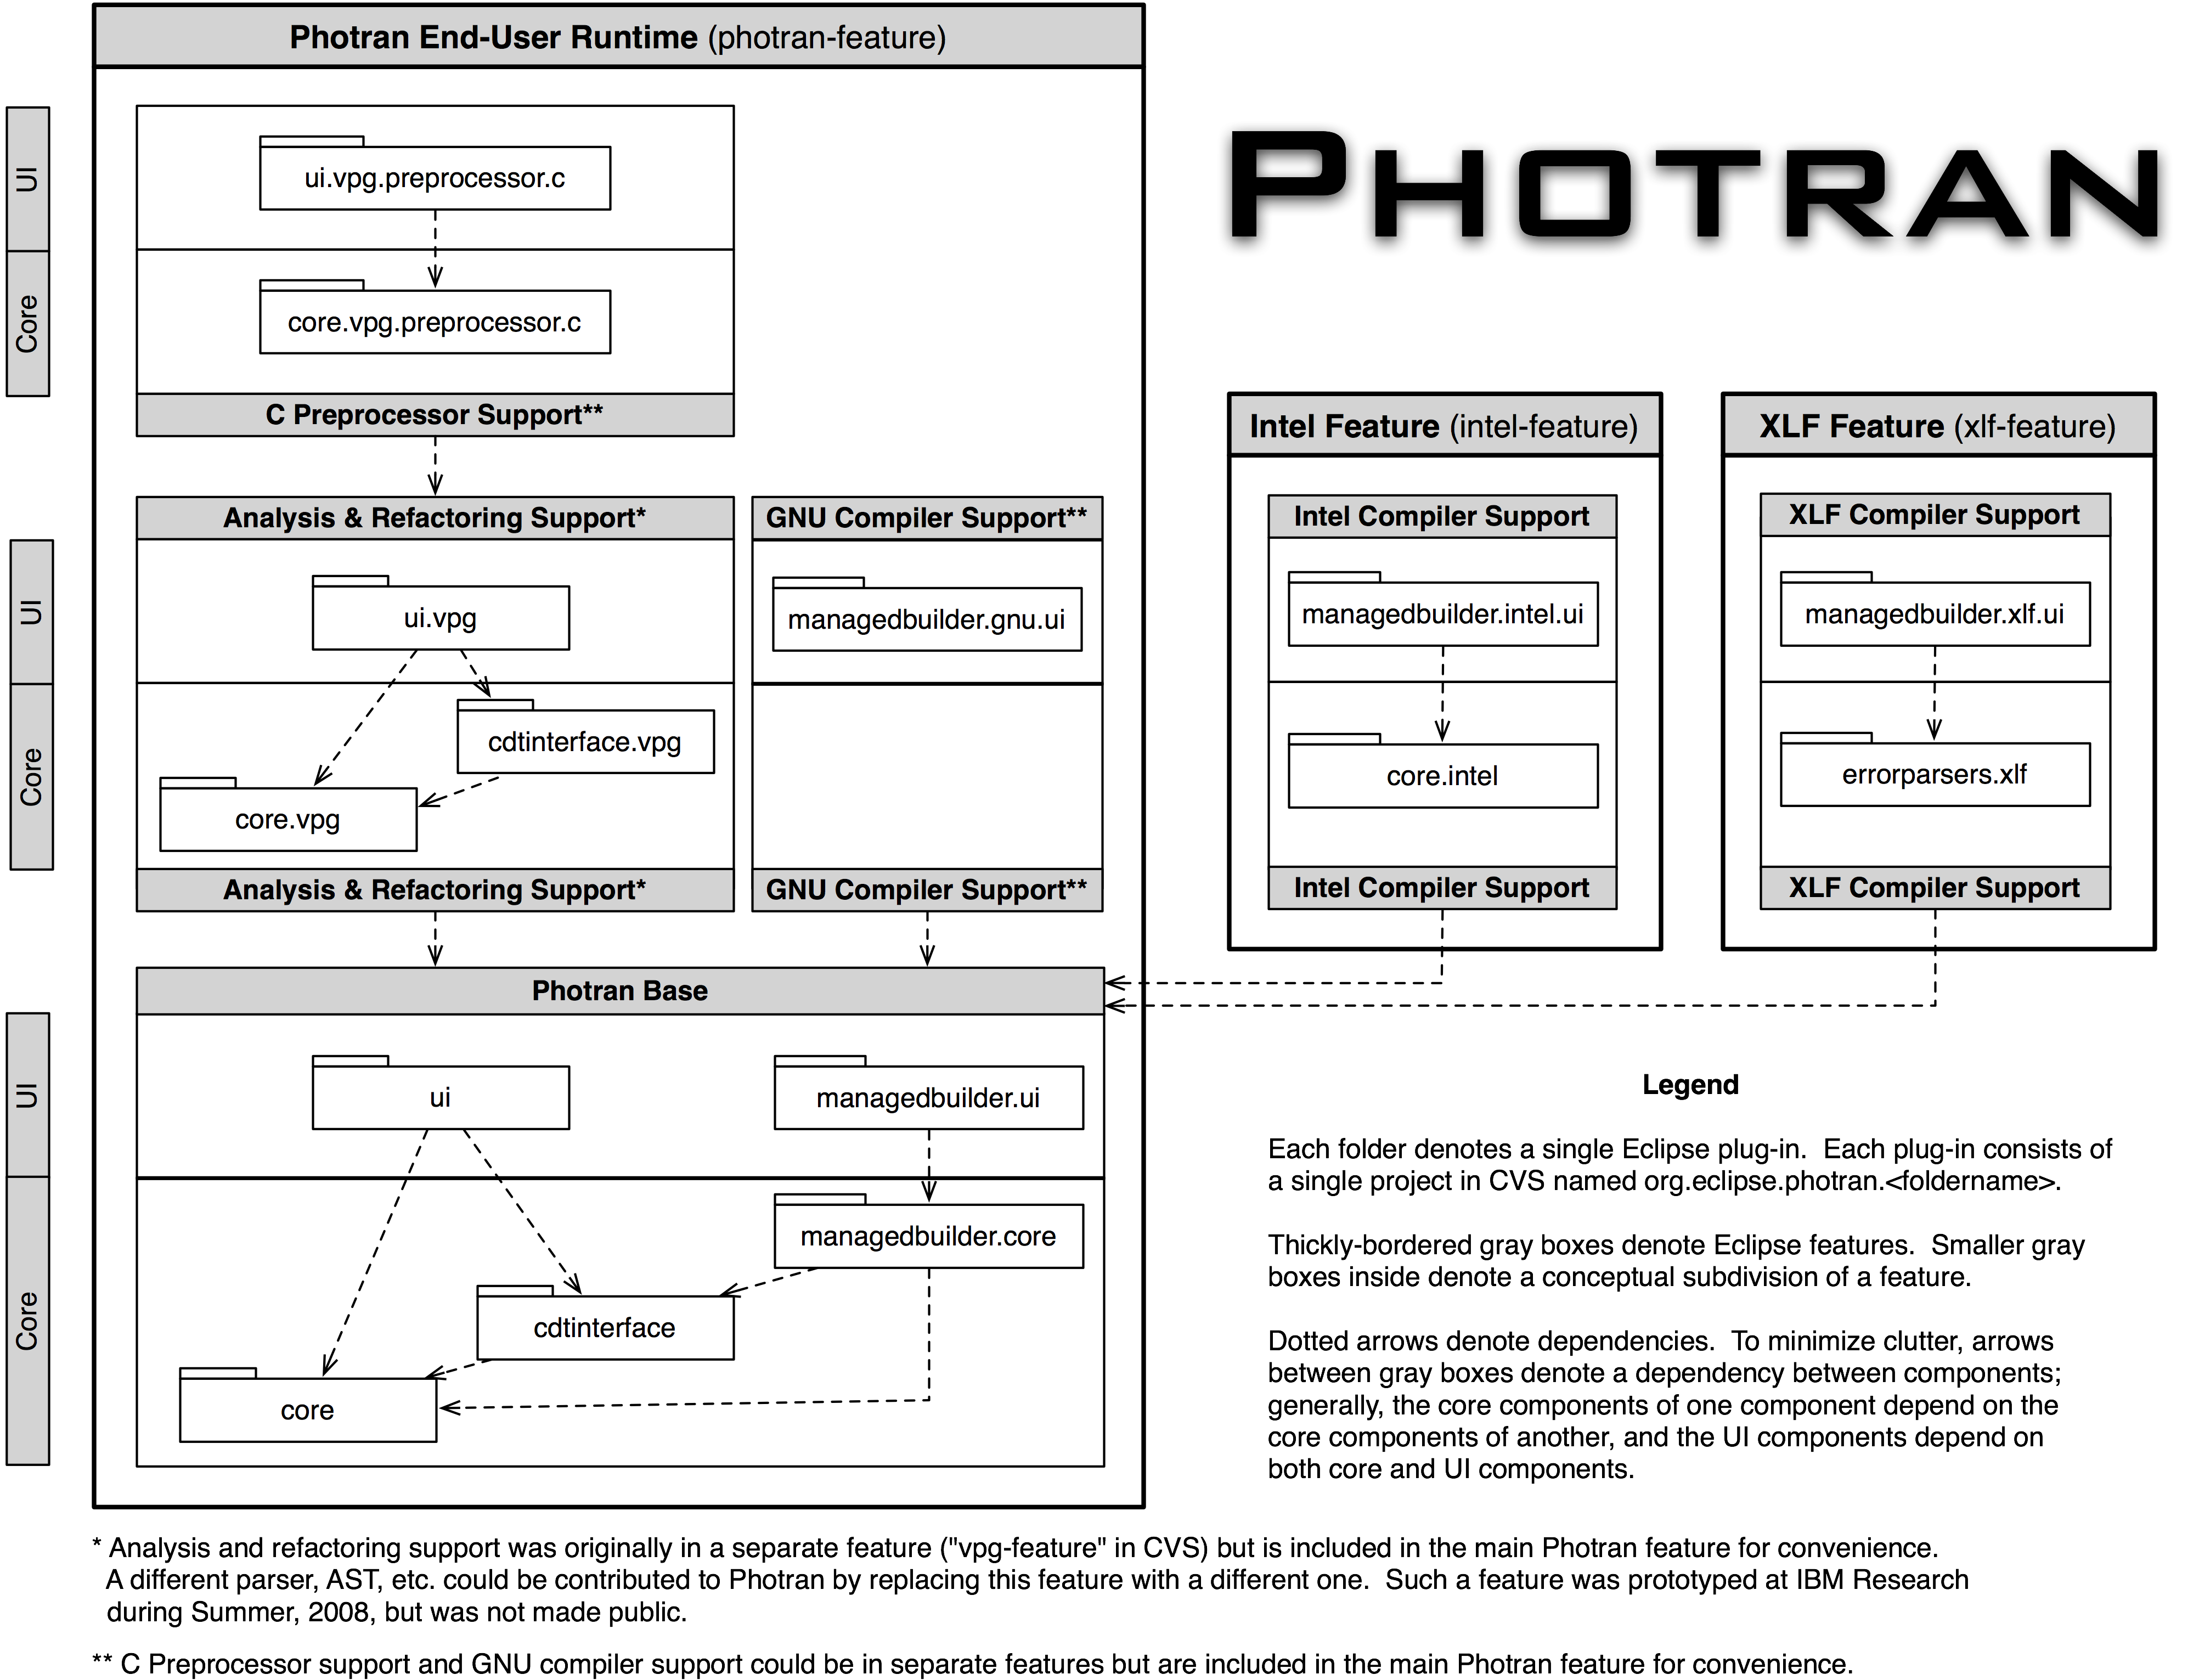 Photran End-User Runtime (photran-feature)
PHOTRAN
UI
ui.vpg.preprocessor.c
Core
core.vpg.preprocessor.c
C Preprocessor Support**
Intel Feature (intel-feature)
XLF Feature (xlf-feature)
Analysis & Refactoring Support*
GNU Compiler Support**
Intel Compiler Support
XLF Compiler Support
UI
ui.vpg
managedbuilder.gnu.ui
managedbuilder.intel.ui
managedbuilder.xlf.ui
Core
cdtinterface.vpg
core.vpg
core.intel
errorparsers.xlf
Analysis & Refactoring Support*
GNU Compiler Support**
Intel Compiler Support
XLF Compiler Support
Photran Base
UI
ui
managedbuilder.ui
Core
managedbuilder.core
cdtinterface
core
Legend
Each folder denotes a single Eclipse plug-in.  Each plug-in consists of
a single project in CVS named org.eclipse.photran.<foldername>.
Thickly-bordered gray boxes denote Eclipse features.  Smaller gray
boxes inside denote a conceptual subdivision of a feature.
Dotted arrows denote dependencies.  To minimize clutter, arrows
between gray boxes denote a dependency between components;
generally, the core components of one component depend on the
core components of another, and the UI components depend on
both core and UI components.
* Analysis and refactoring support was originally in a separate feature ("vpg-feature" in CVS) but is included in the main Photran feature for convenience.
A different parser, AST, etc. could be contributed to Photran by replacing this feature with a different one.  Such a feature was prototyped at IBM Research
during Summer, 2008, but was not made public.
** C Preprocessor support and GNU compiler support could be in separate features but are included in the main Photran feature for convenience.